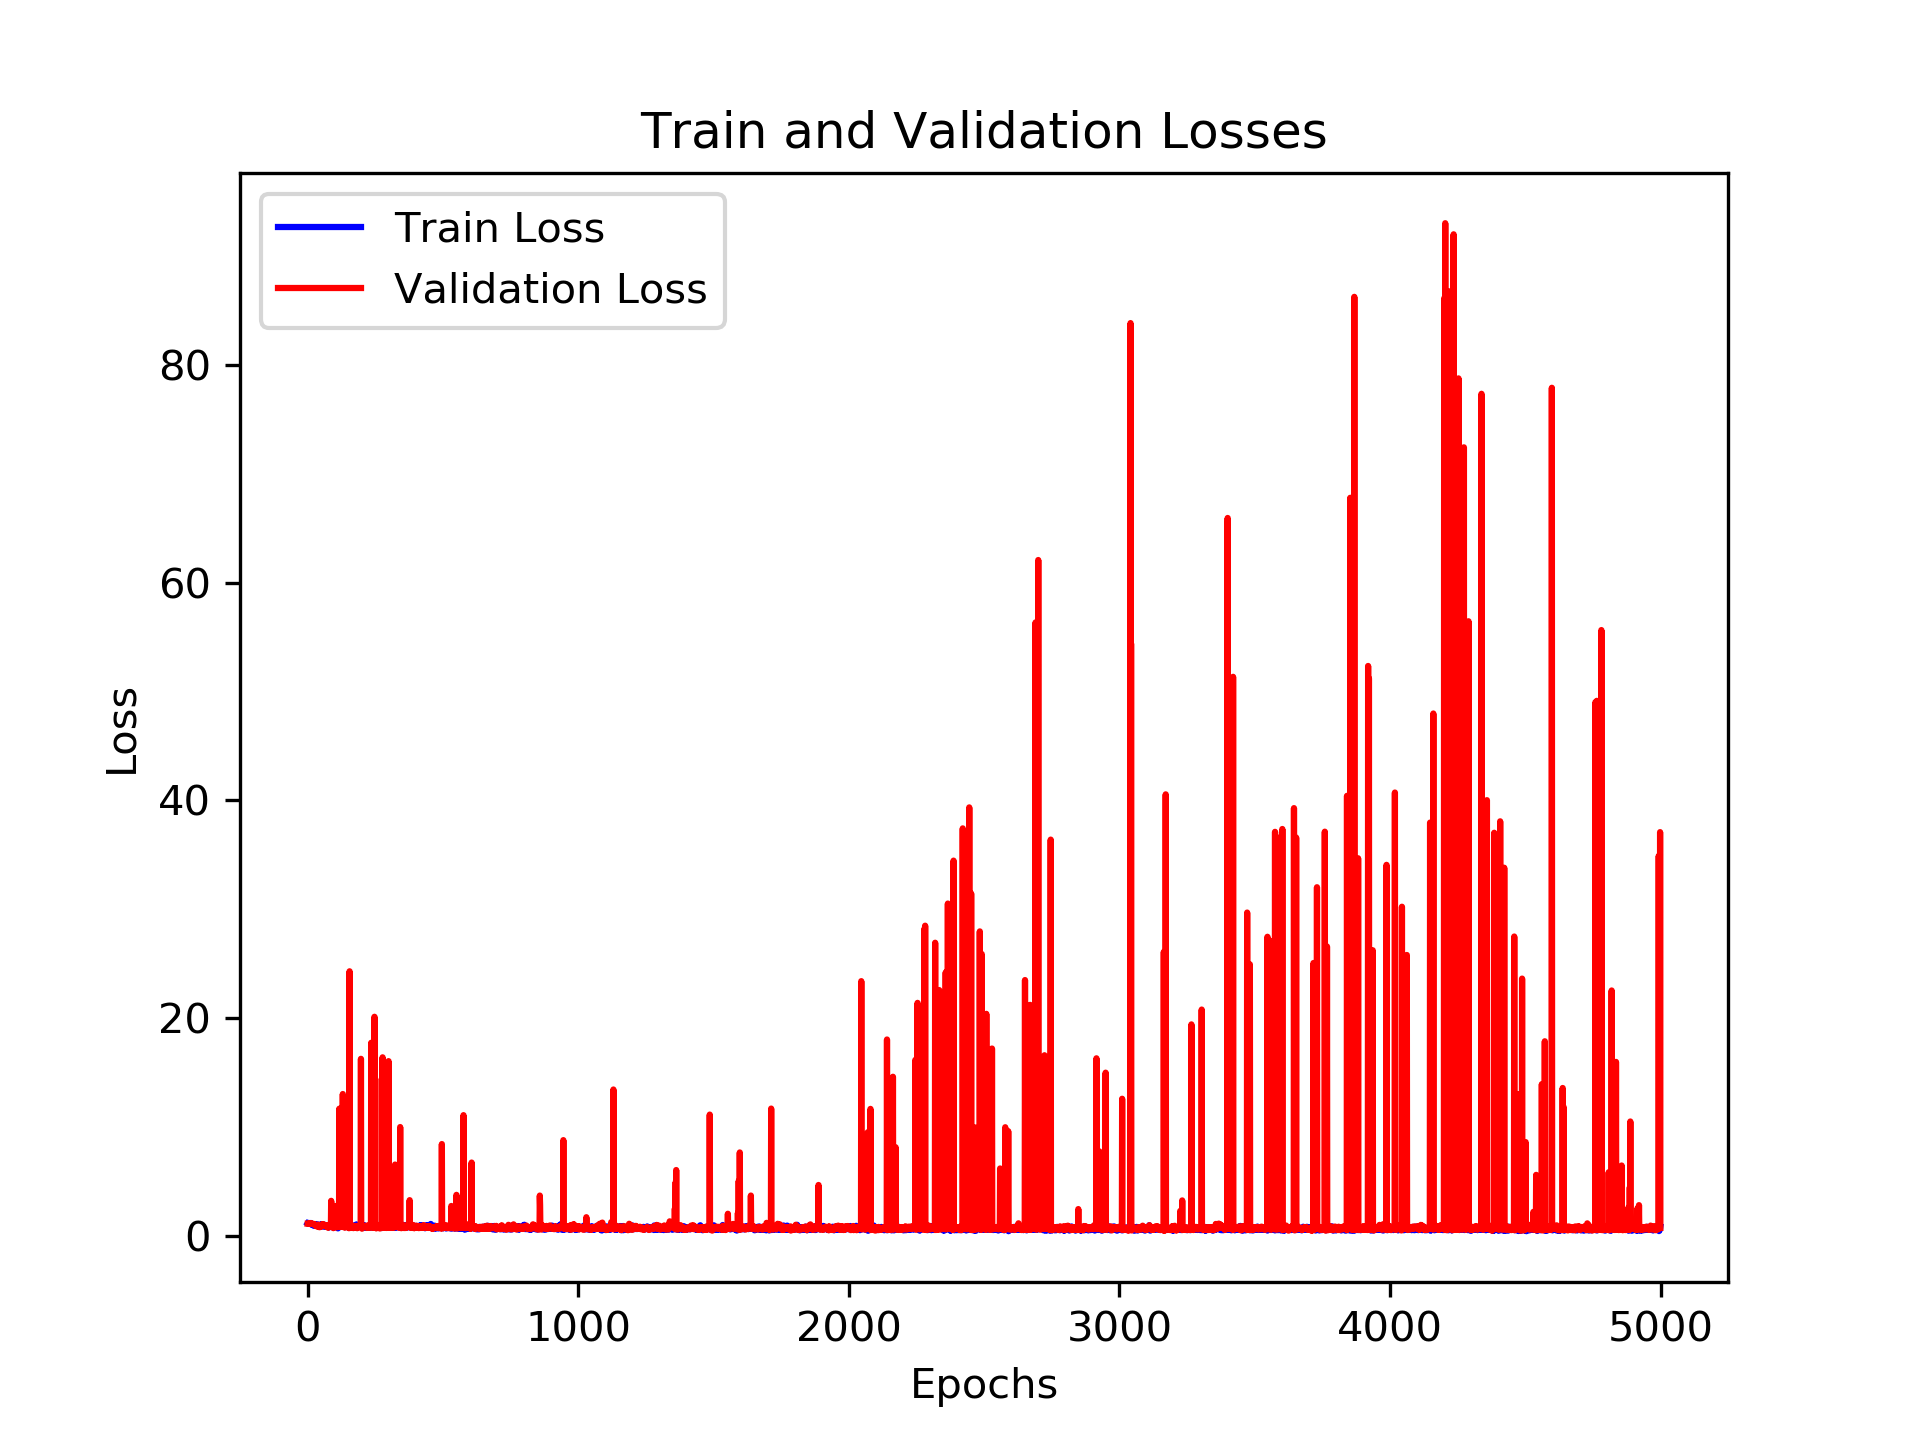 Train and Validation Losses
Train Loss
Validation Loss
80
60
40
20
0
Loss
0 1000 2000 3000 4000 5000
Epochs